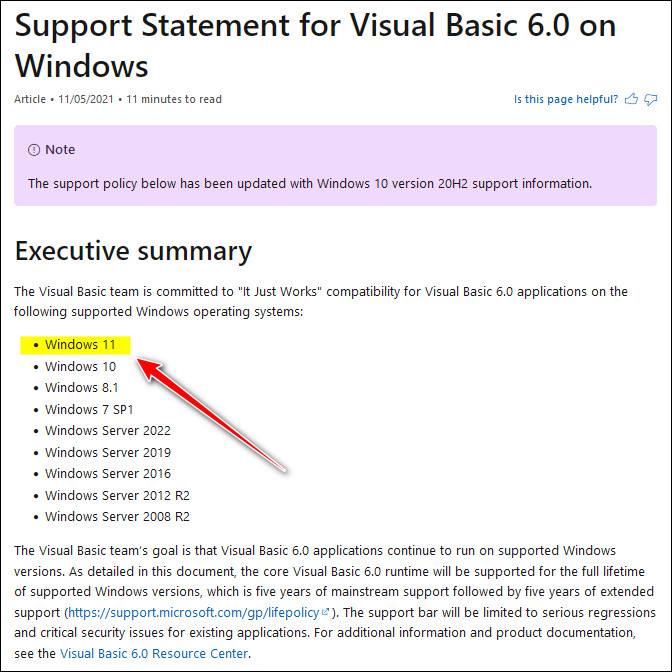 Support Statement for Visual Basic 6.0 on
Windows
Article • 11/05/2021 • 11 minutes to read
Is this page helpful?
Note
The support policy below has been updated with Windows 10 version 20H2 support information.
Executive summary
The Visual Basic team is committed to "It Just Works" compatibility for Visual Basic 6.0 applications on the
following supported Windows operating systems:
• Windows 11
• Windows 10
• Windows 8.1
• Windows 7 SP1
• Windows Server 2022
• Windows Server 2019
• Windows Server 2016
• Windows Server 2012 R2
• Windows Server 2008 R2
The Visual Basic team's goal is that Visual Basic 6.0 applications continue to run on supported Windows
versions. As detailed in this document, the core Visual Basic 6.0 runtime will be supported for the full lifetime
of supported Windows versions, which is five years of mainstream support followed by five years of extended
support (https://support.microsoft.com/gp/lifepolicy). The support bar will be limited to serious regressions
and critical security issues for existing applications. For additional information and product documentation,
see the Visual Basic 6.0 Resource Center.